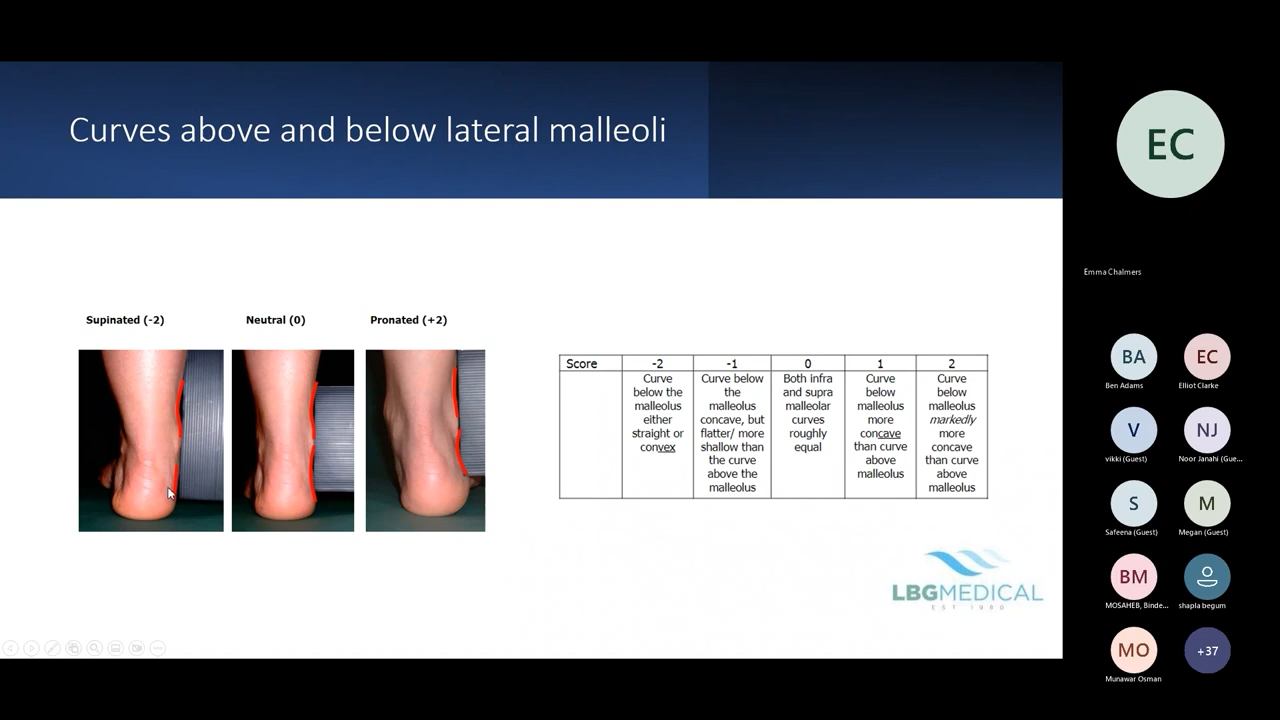 Curves above and below lateral malleoli
Supinated (-2)
Neutral (0)
Pronated (+2)
Score
-2
-1
0
1
2
Curve
below the
malleolus
either
straight or
convex
Curve below
the
malleolus
concave, but
flatter/ more
shallow than
the curve
above the
malleolus
Both infra
and supra
malleolar
curves
roughly
equal
Curve
below
malleolus
more
concave
than curve
above
malleolus
Curve
below
malleolus
markedly
more
concave
than curve
above
malleolus
LBGMEDICAL
EST 1980
EC
Emma Chalmers
BA
Ben Adams
EC
Elliot Clarke
V
vikki (Guest)
NJ
Noor Janahi (Gue...
S
Safeena (Guest)
M
Megan (Guest)
BM
MOSAHEB, Binde...
shapla begum
MO
Munawar Osman
+37